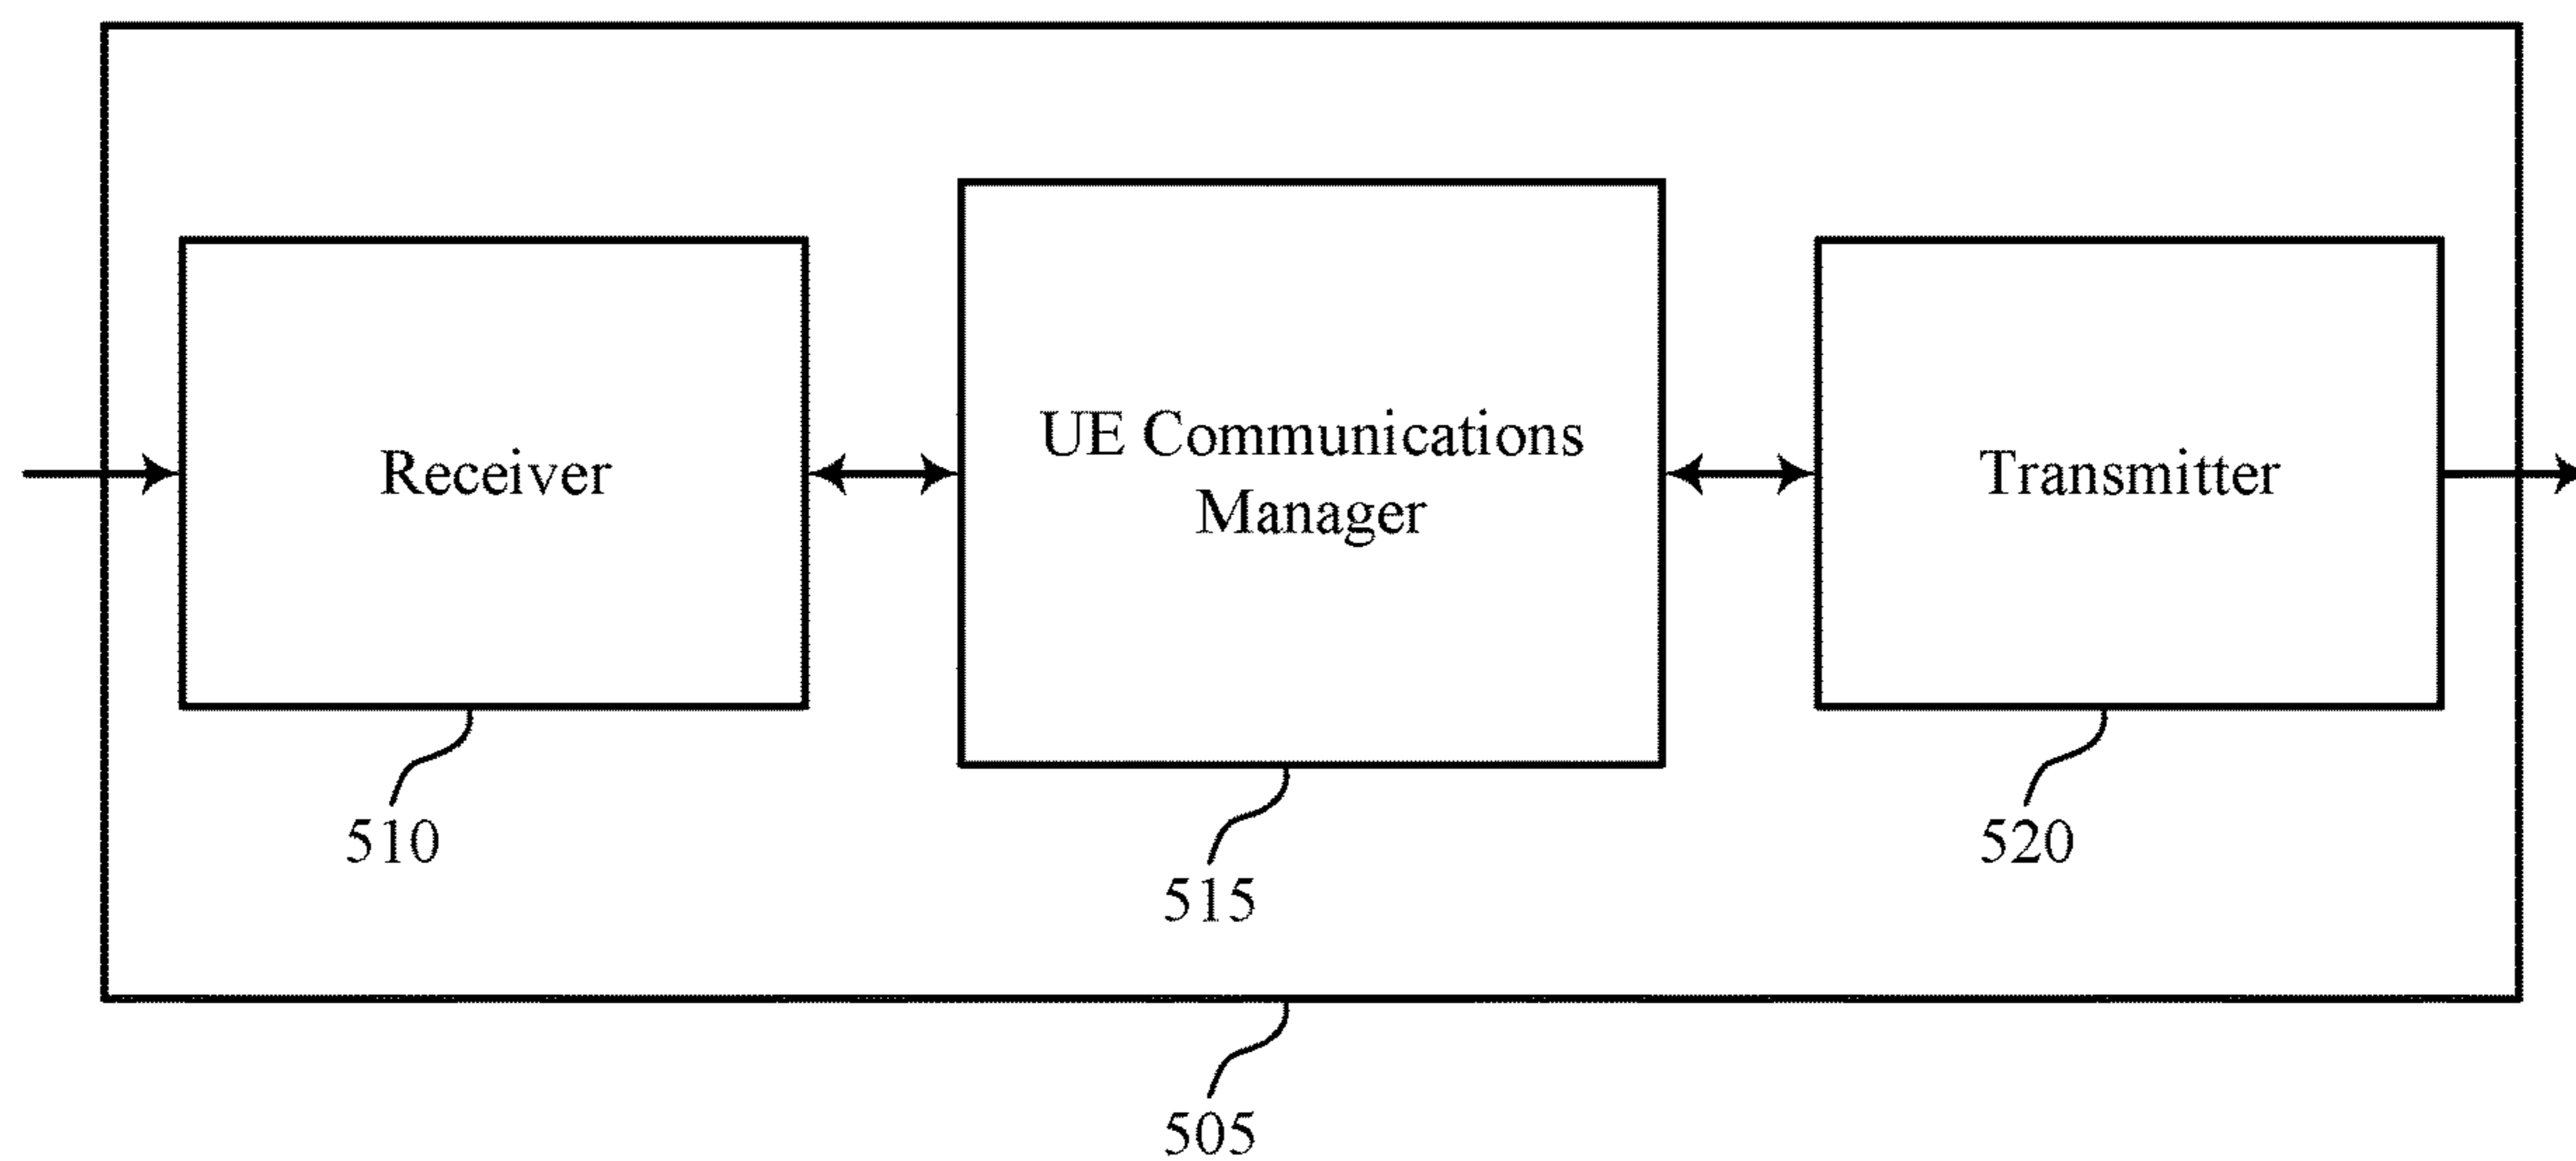 Receiver
UE Communications
Manager
Transmitter
510
515
520
505